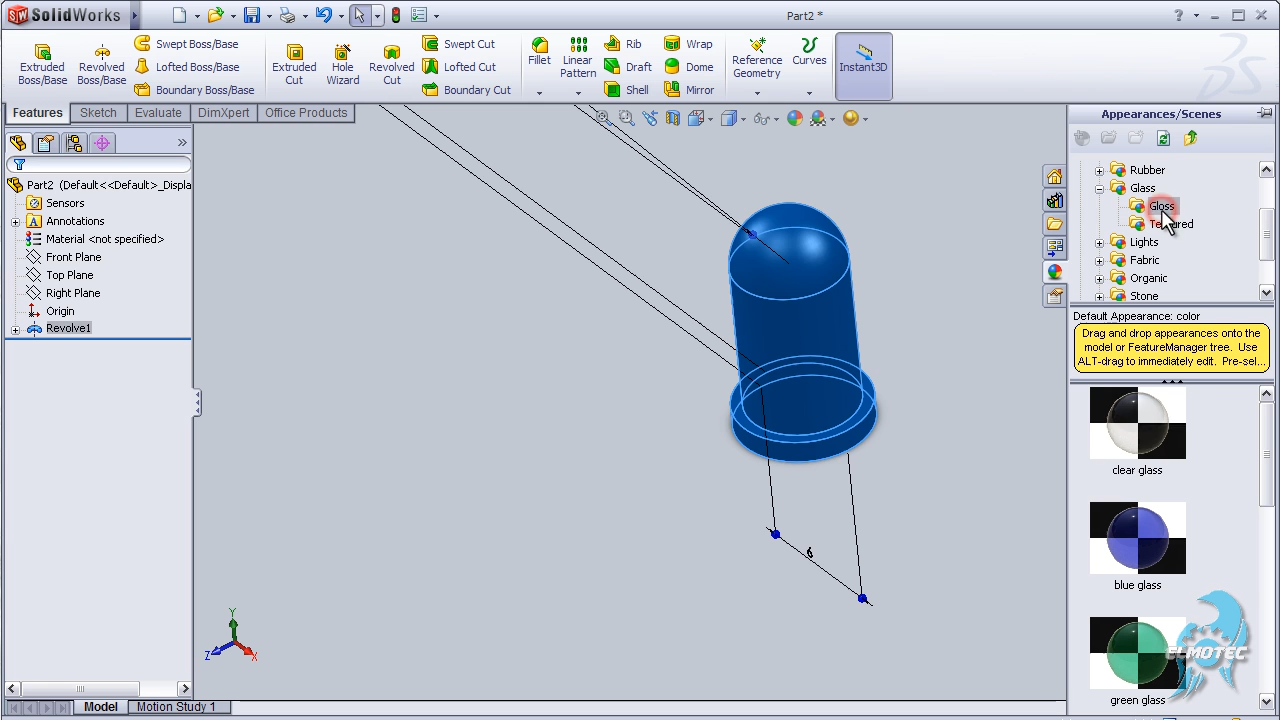 SolidWorks
Part2 *
Extruded Boss/Base
Revolved Boss/Base
Swept Boss/Base
Lofted Boss/Base
Boundary Boss/Base
Extruded Cut
Hole Wizard
Revolved Cut
Swept Cut
Lofted Cut
Boundary Cut
Fillet
Linear Pattern
Rib
Draft
Shell
Wrap
Dome
Mirror
Reference Geometry
Curves
Instant3D
Features
Sketch
Evaluate
DimXpert
Office Products
Part2 (Default<<Default>_Displa
Sensors
Annotations
Material <not specified>
Front Plane
Top Plane
Right Plane
Origin
Revolve1
6
Y
Z
X
Model
Motion Study 1
Appearances/Scenes
Rubber
Glass
Gloss
Lights
Fabric
Organic
Stone
Default Appearance: color
Drag and drop appearances onto the
model or FeatureManager tree. Use
ALT-drag to immediately edit. Pre-sel...
clear glass
blue glass
green glass
ELMOTEC